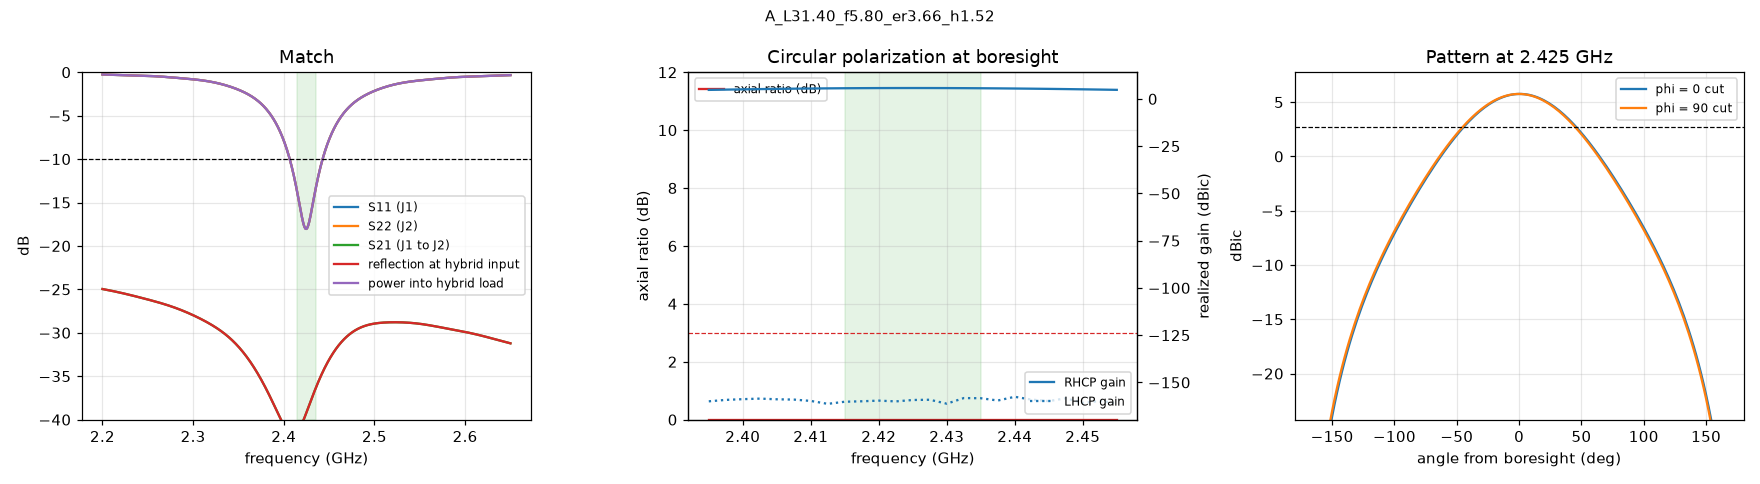 A_L31.40_f5.80_er3.66_h1.52
Match
0
−5
−10
−15
−20
−25
−30
−35
−40
dB
2.2
2.3
2.4
2.5
2.6
frequency (GHz)
S11 (J1)
S22 (J2)
S21 (J1 to J2)
reflection at hybrid input
power into hybrid load
Circular polarization at boresight
12
10
8
6
4
2
0
axial ratio (dB)
axial ratio (dB)
2.40
2.41
2.42
2.43
2.44
2.45
frequency (GHz)
0
−25
−50
−75
−100
−125
−150
realized gain (dBic)
RHCP gain
LHCP gain
Pattern at 2.425 GHz
5
0
−5
−10
−15
−20
dBic
−150
−100
−50
0
50
100
150
angle from boresight (deg)
phi = 0 cut
phi = 90 cut